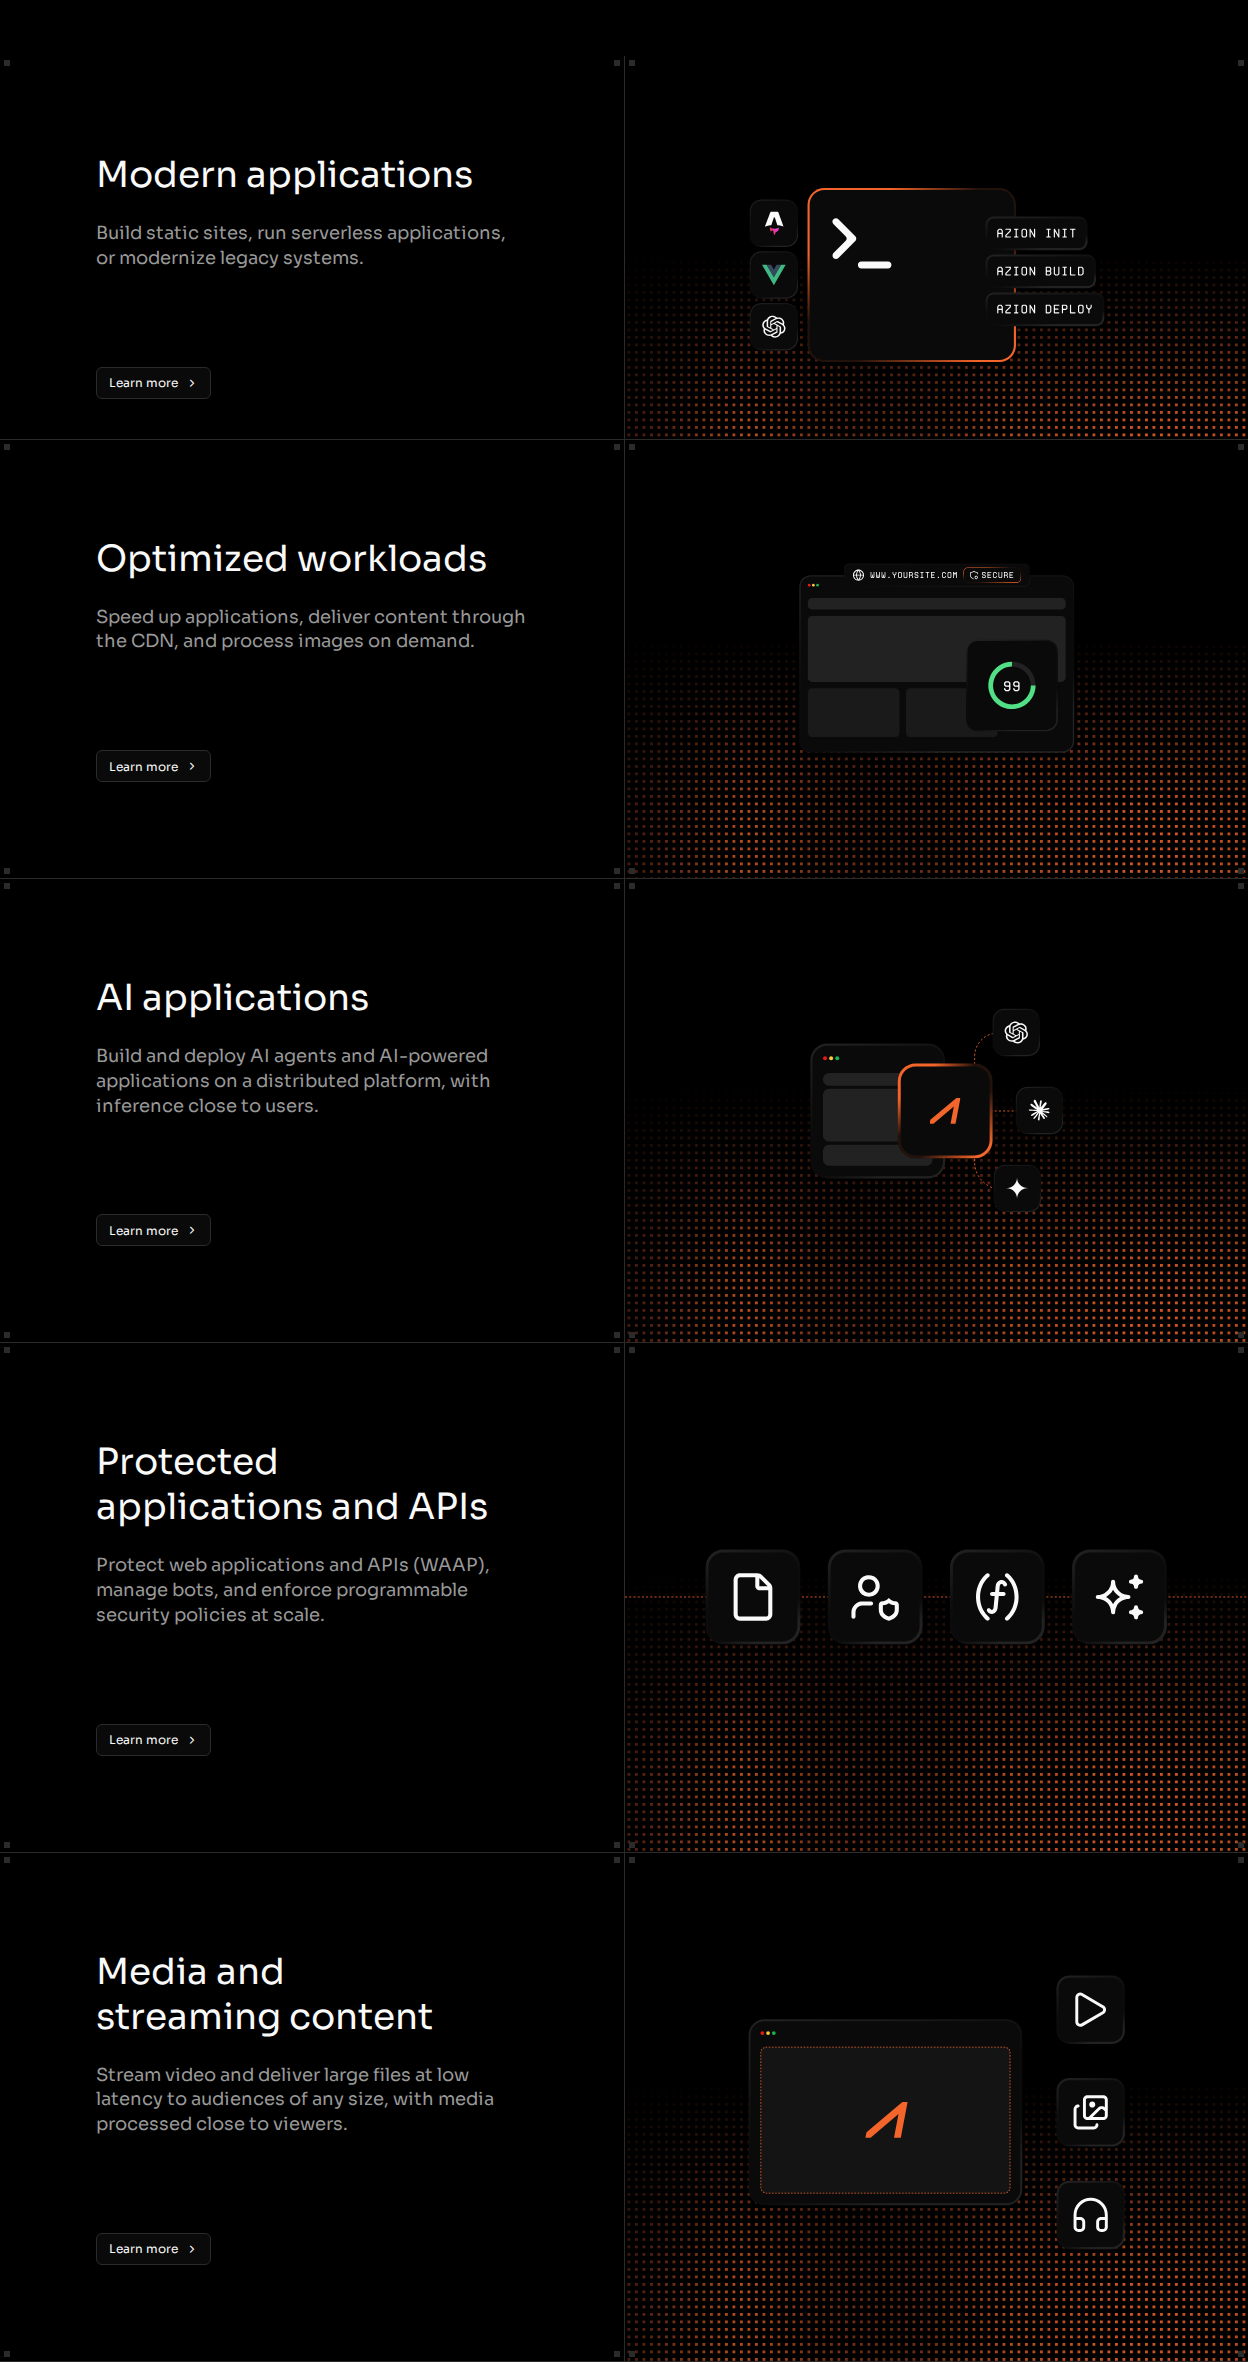 Modern applications
Build static sites, run serverless applications,
or modernize legacy systems.
Learn more
AZION INIT
AZION BUILD
AZION DEPLOY
Optimized workloads
Speed up applications, deliver content through
the CDN, and process images on demand.
Learn more
WWW.YOURSITE.COM SECURE
99
AI applications
Build and deploy AI agents and AI-powered
applications on a distributed platform, with
inference close to users.
Learn more
Protected
applications and APIs
Protect web applications and APIs (WAAP),
manage bots, and enforce programmable
security policies at scale.
Learn more
Media and
streaming content
Stream video and deliver large files at low
latency to audiences of any size, with media
processed close to viewers.
Learn more